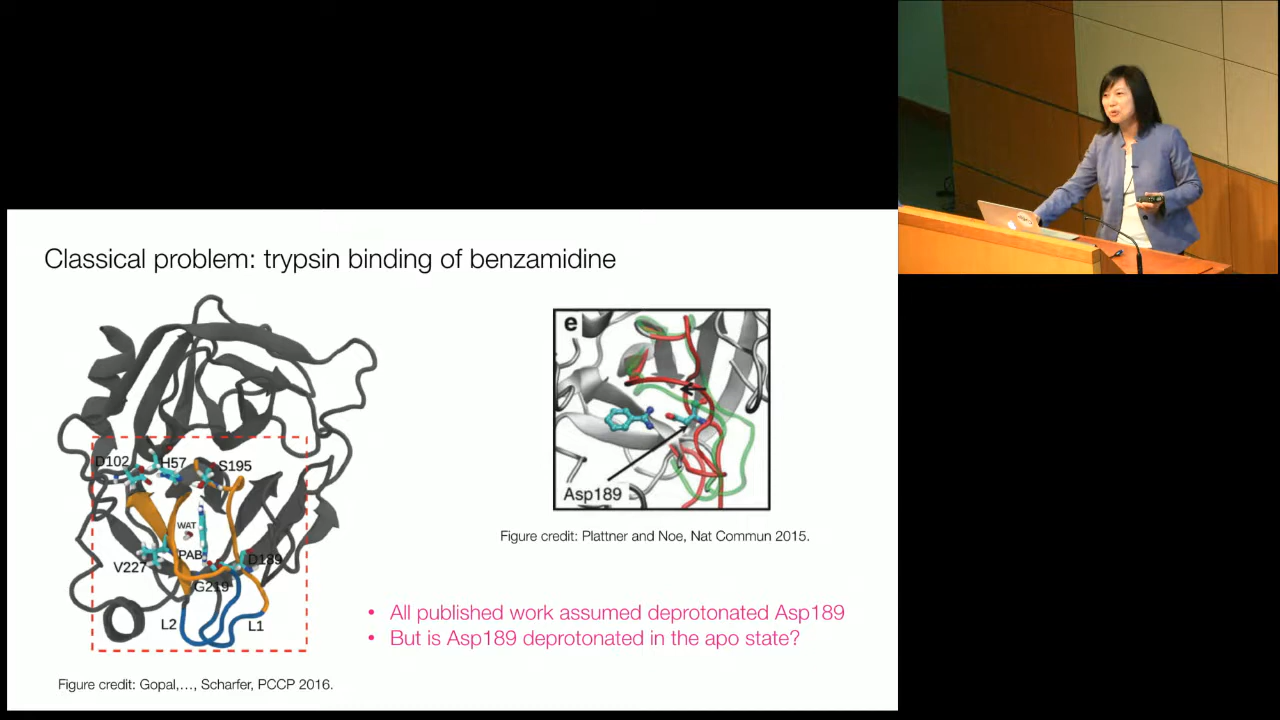 Classical problem: trypsin binding of benzamidine
D102
H57
S195
WAT
PAB
D189
V227
G219
L2
L1
Figure credit: Gopal,…, Scharfer, PCCP 2016.
e
Asp189
Figure credit: Plattner and Noe, Nat Commun 2015.
• All published work assumed deprotonated Asp189
• But is Asp189 deprotonated in the apo state?